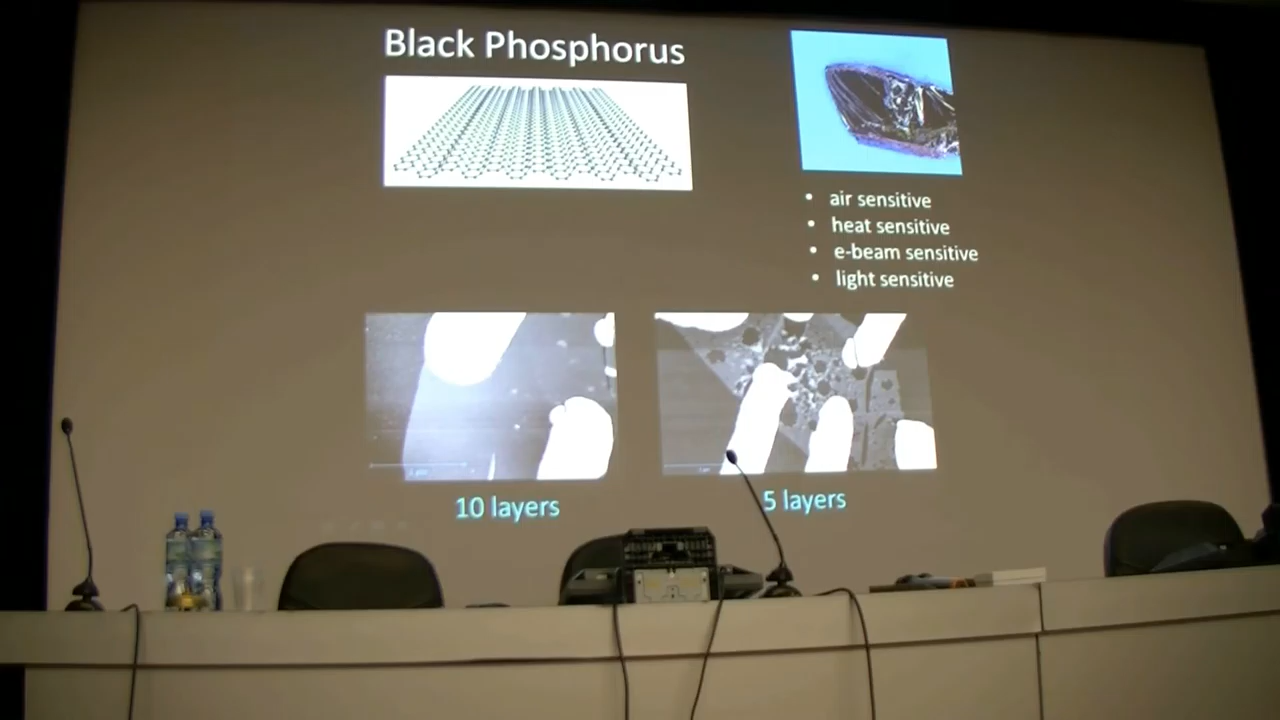 Black Phosphorus
• air sensitive
• heat sensitive
• e-beam sensitive
• light sensitive
10 layers
5 layers